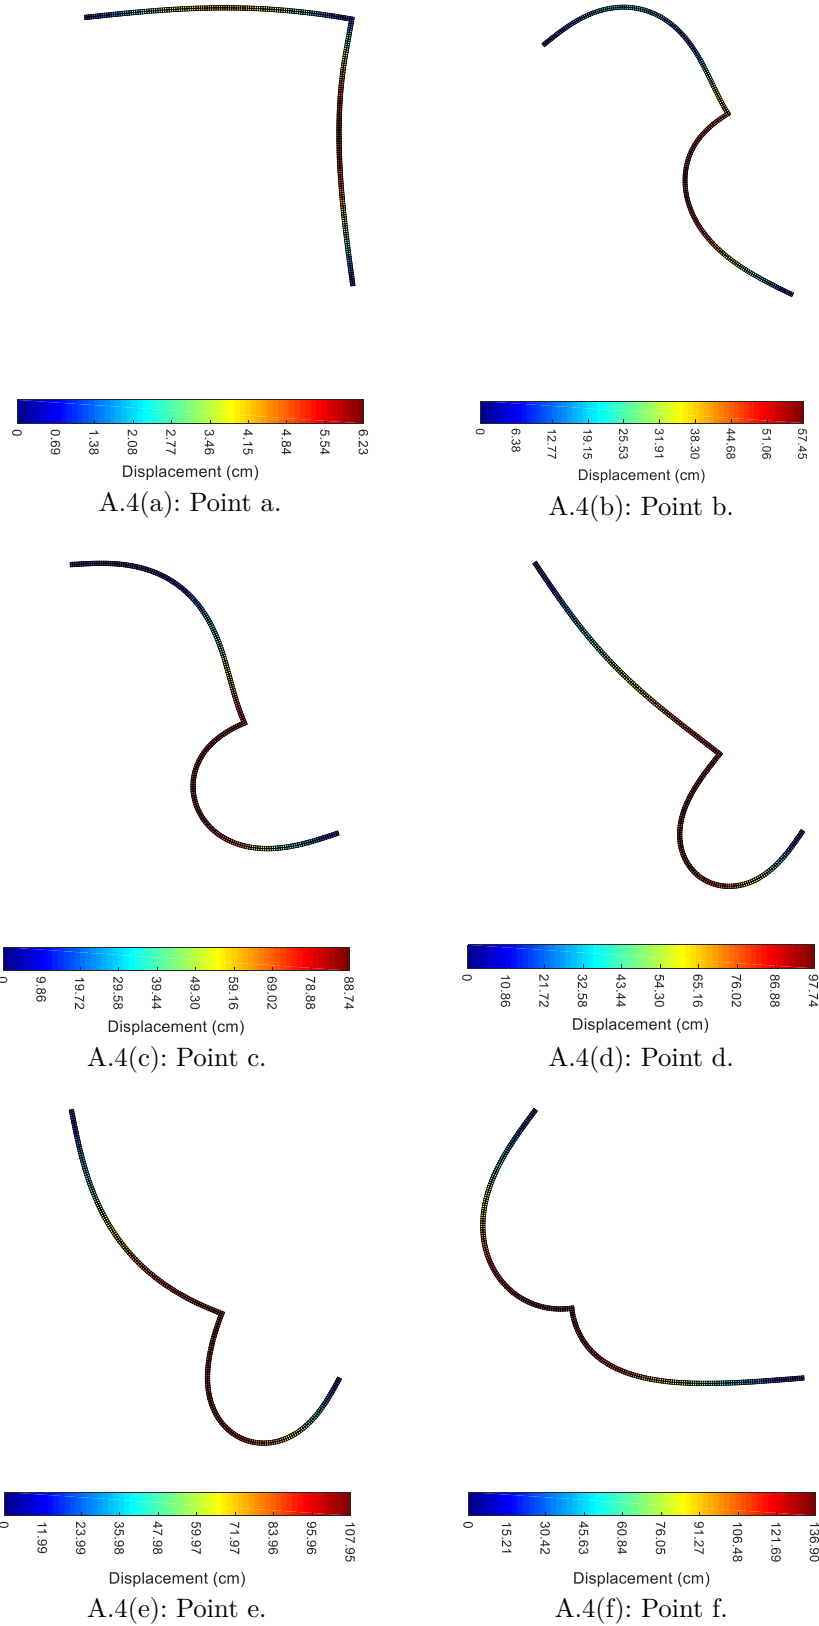 0 0.69 1.38 2.08 2.77 3.46 4.15 4.84 5.54 6.23
Displacement (cm)
A.4(a): Point a.
0 6.38 12.77 19.15 25.53 31.91 38.30 44.68 51.06 57.45
Displacement (cm)
A.4(b): Point b.
0 9.86 19.72 29.58 39.44 49.30 59.16 69.02 78.88 88.74
Displacement (cm)
A.4(c): Point c.
0 10.86 21.72 32.58 43.44 54.30 65.16 76.02 86.88 97.74
Displacement (cm)
A.4(d): Point d.
0 11.99 23.99 35.98 47.98 59.97 71.97 83.96 95.96 107.95
Displacement (cm)
A.4(e): Point e.
0 15.21 30.42 45.63 60.84 76.05 91.27 106.48 121.69 136.90
Displacement (cm)
A.4(f): Point f.